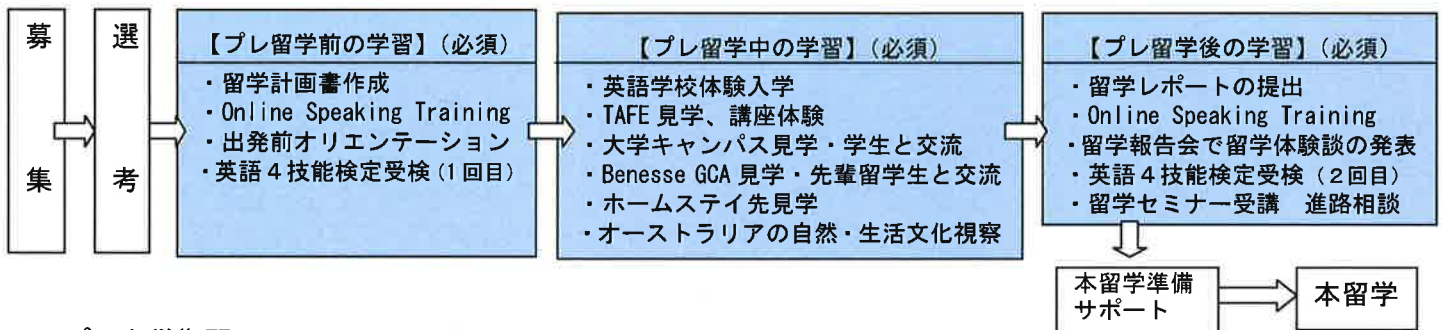 募集
選考
【プレ留学前の学習】(必須)
・留学計画書作成
・Online Speaking Training
・出発前オリエンテーション
・英語4技能検定受検(1回目)
【プレ留学中の学習】(必須)
・英語学校体験入学
・TAFE見学、講座体験
・大学キャンパス見学・学生と交流
・Benesse GCA 見学・先輩留学生と交流
・ホームステイ先見学
・オーストラリアの自然・生活文化視察
【プレ留学後の学習】(必須)
・留学レポートの提出
・Online Speaking Training
・留学報告会で留学体験談の発表
・英語4技能検定受検(2回目)
・留学セミナー受講　進路相談
本留学準備
サポート
本留学